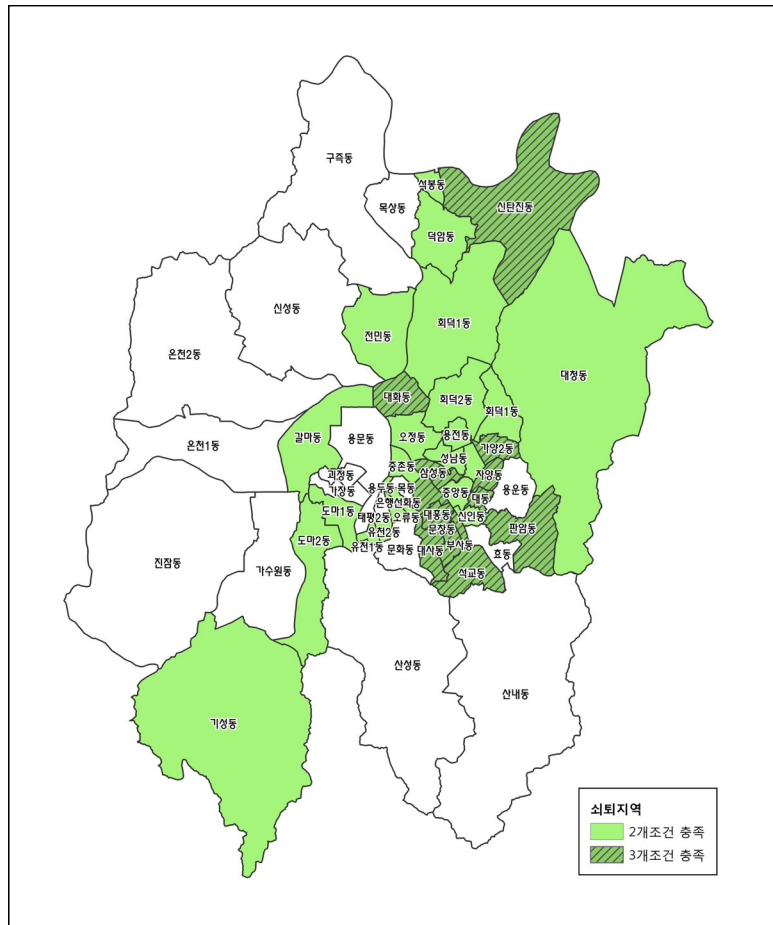 구즉동
석봉동
목상동
신탄진동
덕암동
신성동
전민동
회덕1동
온천2동
대청동
대화동
회덕2동
회덕1동
갈마동
용문동
오정동
용전동
온천1동
가양2동
성남동
중촌동
삼성동
괴정동
자양동
용운동
가장동
용두동
목동
중앙동
대동
은행선화동
도마1동
태평2동
오류동
대흥동
신인동
문창동
판암동
유천2동
도마2동
유천1동
문화동
대사동
부사동
효동
진잠동
가수원동
석교동
산성동
산내동
기성동
쇠퇴지역
2개조건 충족
3개조건 충족